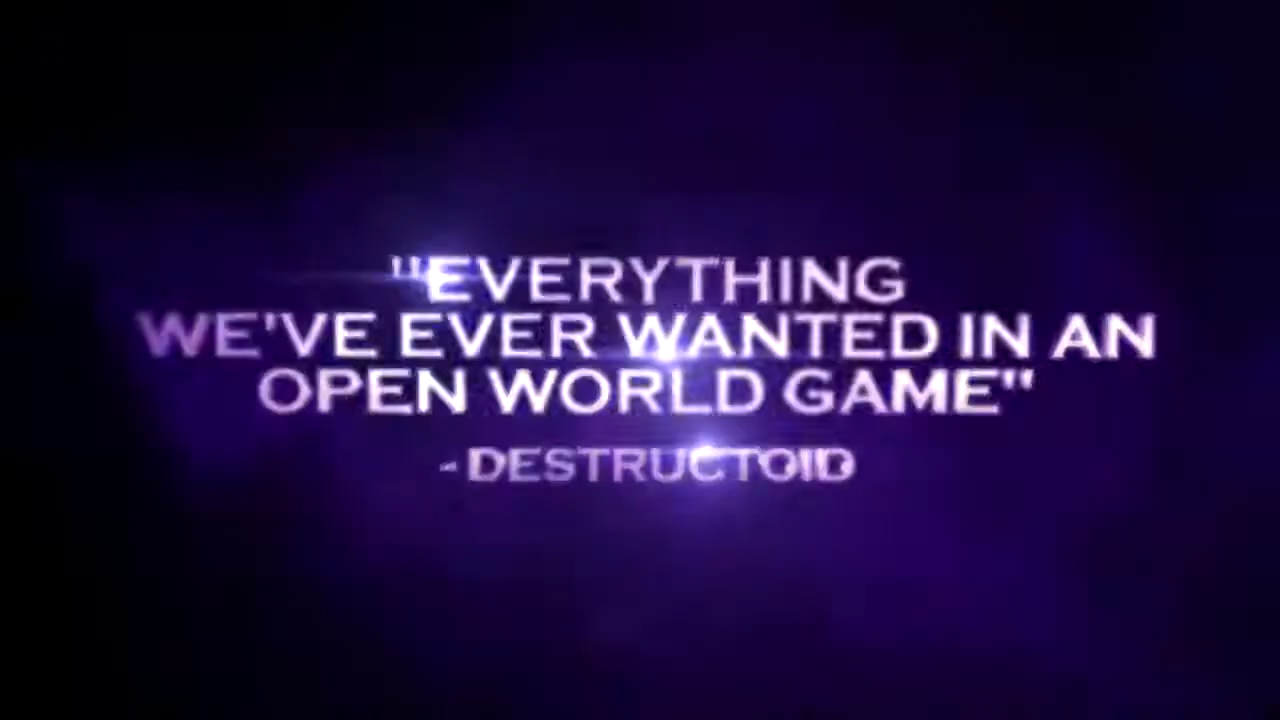 "EVERYTHING
WE'VE EVER WANTED IN AN
OPEN WORLD GAME"
- DESTRUCTOID